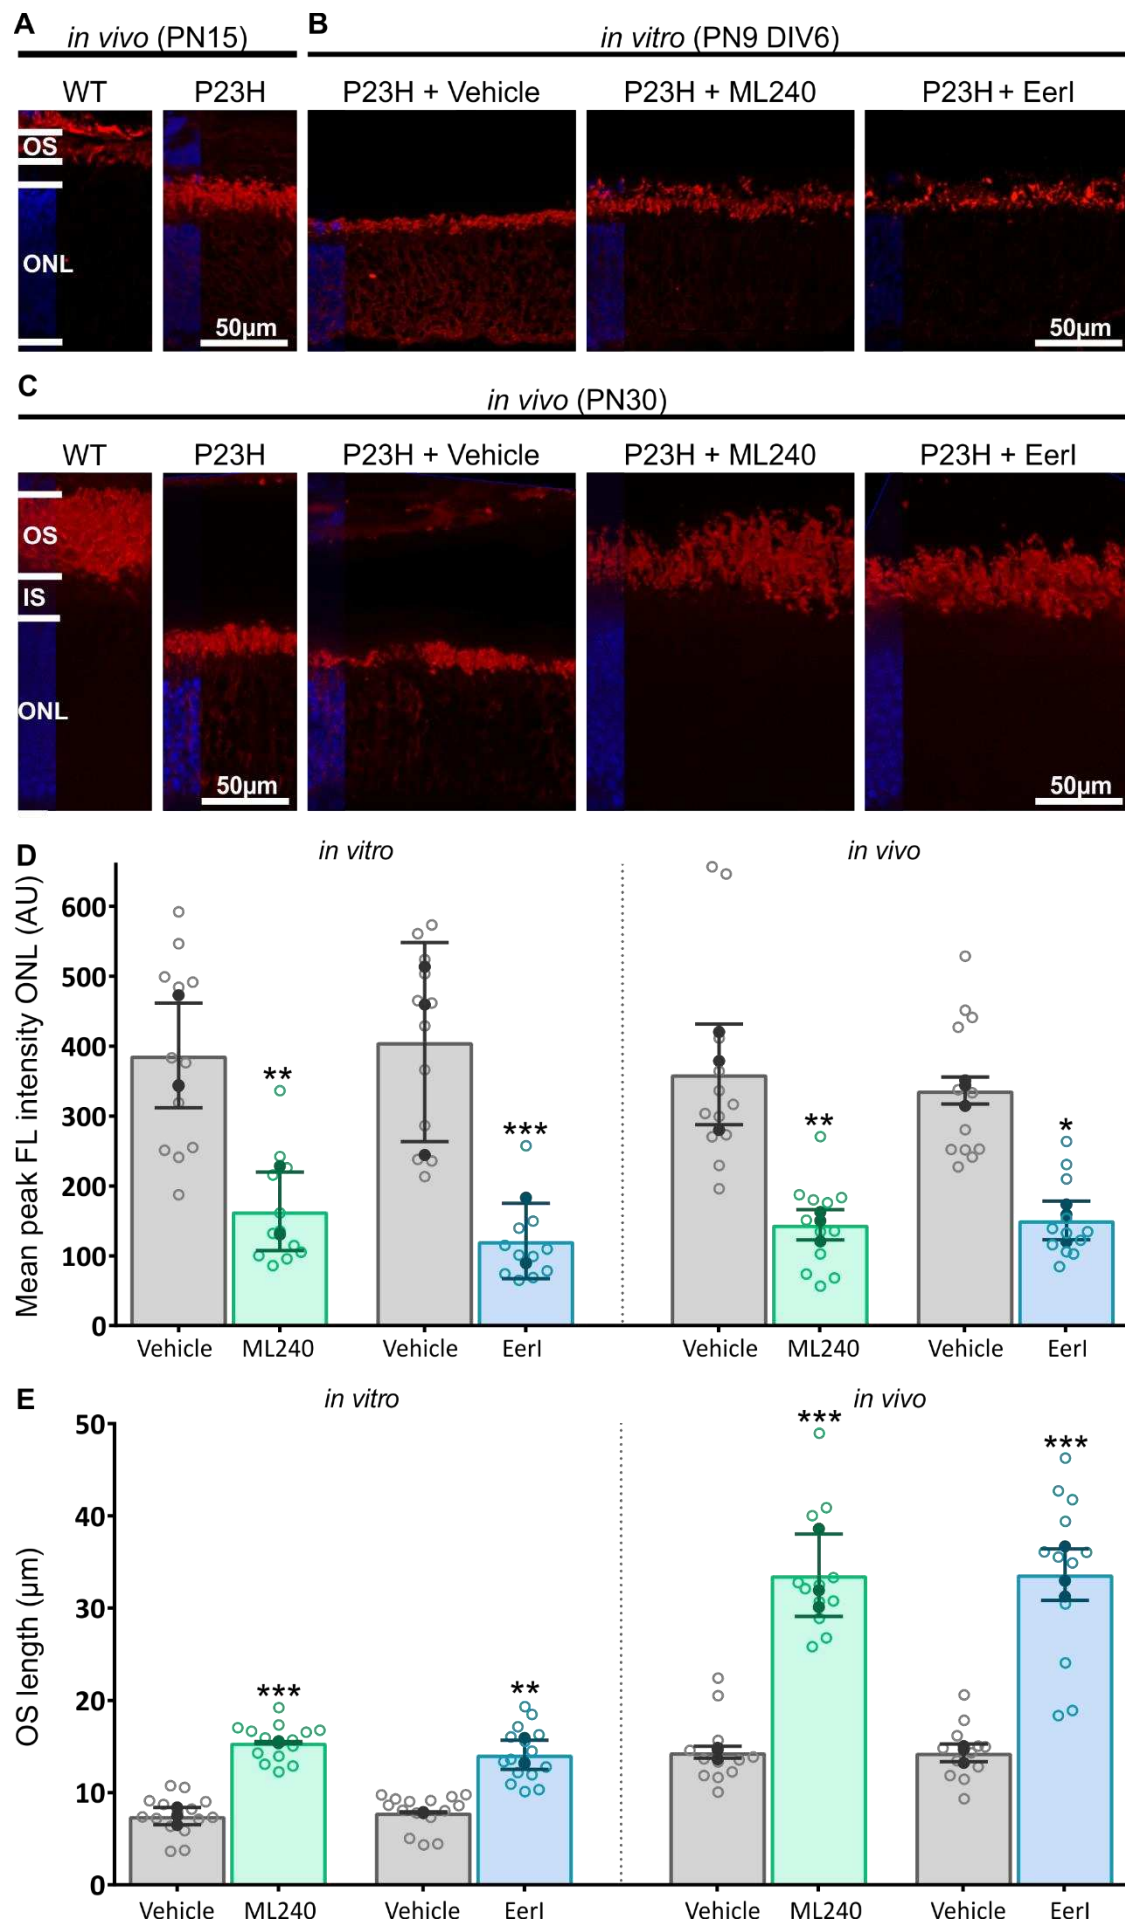 A
in vivo (PN15)
B
in vitro (PN9 DIV6)
WT
P23H
P23H + Vehicle
P23H + ML240
P23H + EerI
OS
ONL
50µm
50µm
C
in vivo (PN30)
WT
P23H
P23H + Vehicle
P23H + ML240
P23H + EerI
OS
IS
ONL
50µm
50µm
D
in vitro
in vivo
Mean peak FL intensity ONL (AU)
600
500
400
300
200
100
0
**
***
**
*
Vehicle
ML240
Vehicle
EerI
Vehicle
ML240
Vehicle
EerI
E
in vitro
in vivo
OS length (µm)
50
40
30
20
10
0
***
**
***
***
Vehicle
ML240
Vehicle
EerI
Vehicle
ML240
Vehicle
EerI